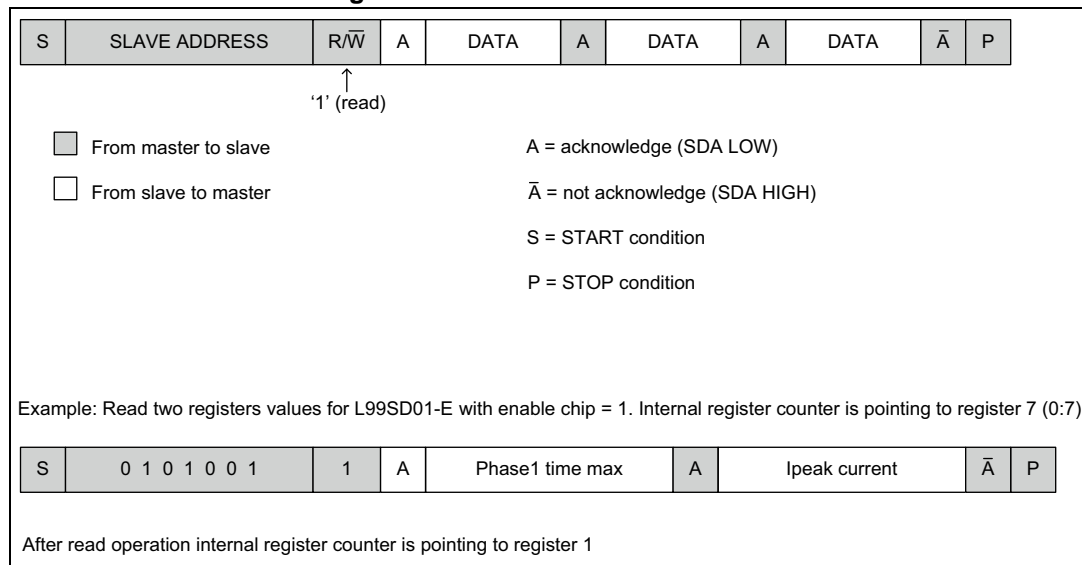 S SLAVE ADDRESS R/W̅ A DATA A DATA A DATA A̅ P
‘1’ (read)
From master to slave
From slave to master
A = acknowledge (SDA LOW)
A̅ = not acknowledge (SDA HIGH)
S = START condition
P = STOP condition
Example: Read two registers values for L99SD01-E with enable chip = 1. Internal register counter is pointing to register 7 (0:7)
S 0 1 0 1 0 0 1 1 A Phase1 time max A Ipeak current A̅ P
After read operation internal register counter is pointing to register 1